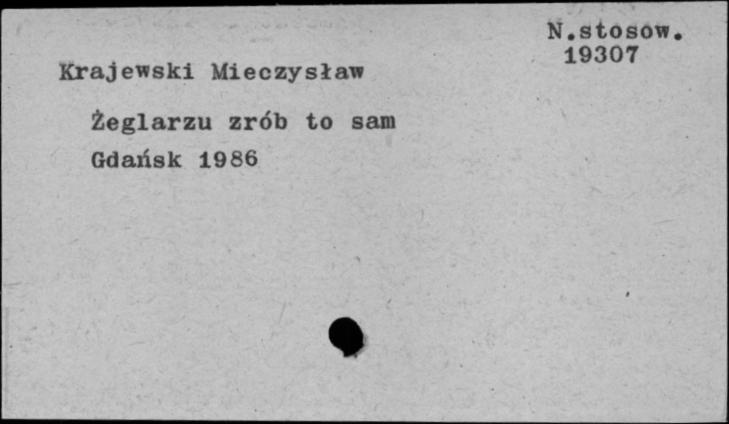 N.stosow.
19307
Krajewski Mieczysław
Żeglarzu zrób to sam
Gdańsk 1986